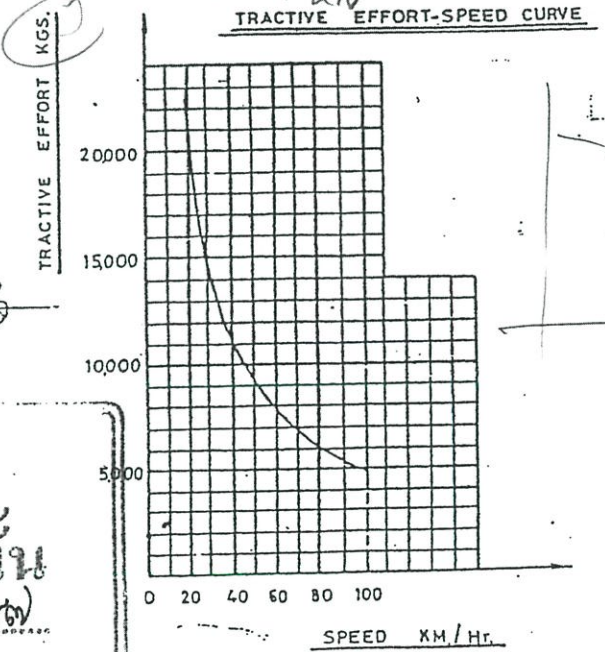 TRACTIVE EFFORT-SPEED CURVE
TRACTIVE EFFORT KGS.
20,000
15,000
10,000
5,000
0 20 40 60 80 100
SPEED KM./Hr.